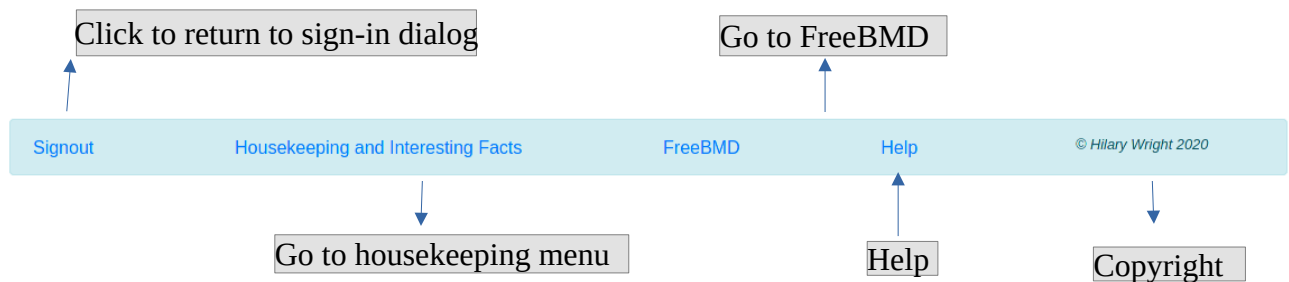 Click to return to sign-in dialog
Go to FreeBMD
Signout
Housekeeping and Interesting Facts
FreeBMD
Help
© Hilary Wright 2020
Go to housekeeping menu
Help
Copyright